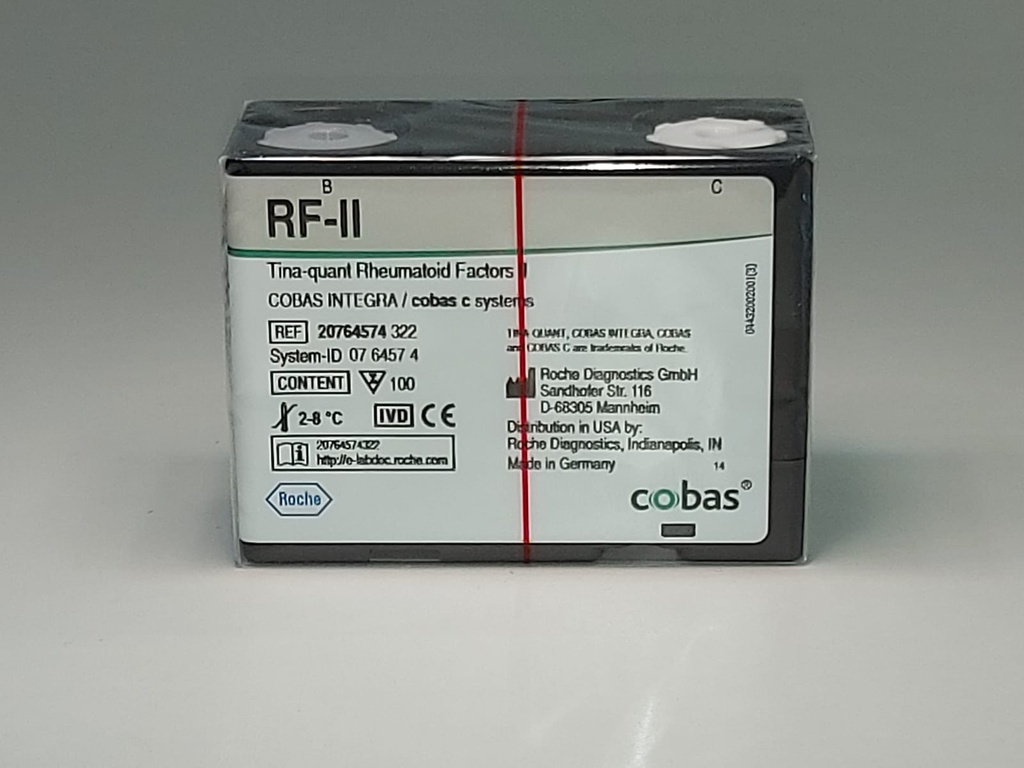 B
C
RF-II
Tina-quant Rheumatoid Factors II
COBAS INTEGRA / cobas c systems
REF 20764574 322
System-ID 07 6457 4
CONTENT 100
2-8 °C IVD CE
20764574322
http://e-labdoc.roche.com
Roche
TINA QUANT, COBAS INTEGRA, COBAS
and COBAS C are trademarks of Roche.
Roche Diagnostics GmbH
Sandhofer Str. 116
D-68305 Mannheim
Distribution in USA by:
Roche Diagnostics, Indianapolis, IN
Made in Germany
14
cobas®
04432002001(3)